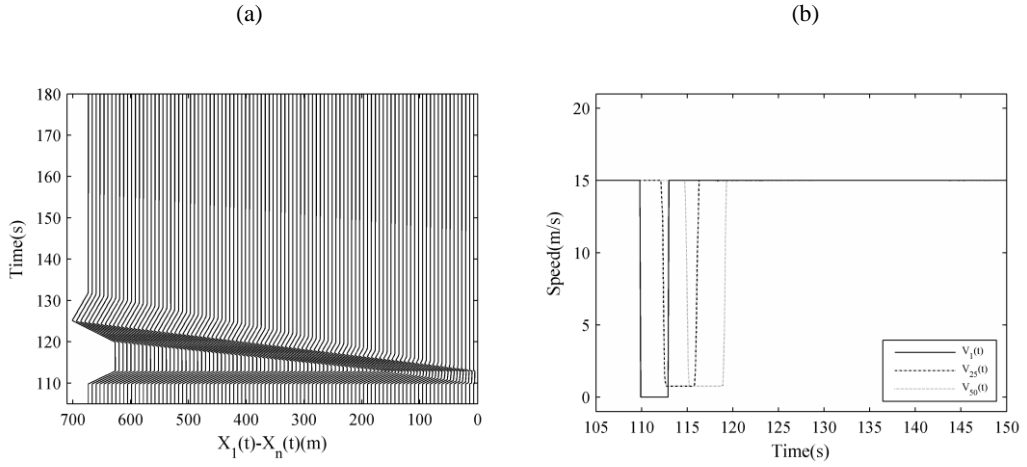 (a)
(b)
180
170
160
150
140
130
120
110
700 600 500 400 300 200 100 0
Time(s)
X1(t)-Xn(t)(m)
20
15
10
5
0
105 110 115 120 125 130 135 140 145 150
Speed(m/s)
Time(s)
V1(t)
V25(t)
V50(t)